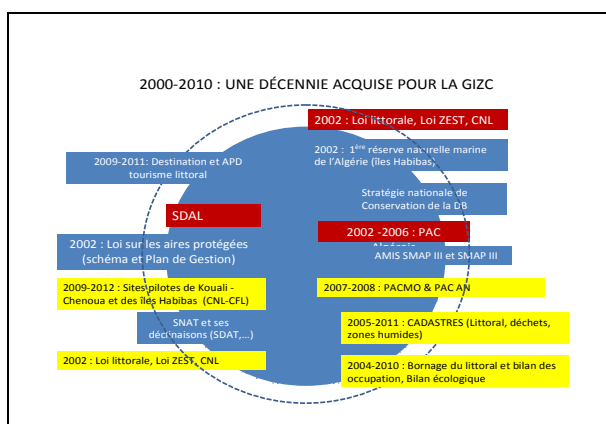 2000-2010 : UNE DÉCENNIE ACQUISE POUR LA GIZC
2002 : Loi littorale, Loi ZEST, CNL
2002 : 1ère réserve naturelle marine
de l'Algérie (îles Habibas)
2009-2011: Destination et APD
tourisme littoral
Stratégie nationale de
Conservation de la DB
SDAL
2002 -2006 : PAC
2002 : Loi sur les aires protégées
(schéma et Plan de Gestion)
AMIS SMAP III et SMAP III
2009-2012: Sitespilotes de Kouali -
Chenoua et des îles Habibas (CNL-CFL)
2007-2008 : PACMO & PAC AN
SNAT et ses
déclinaisons (SDAT,...)
2005-2011 : CADASTRES (Littoral, déchets,
zones humides)
2002 : Loi littorale, Loi ZEST, CNL
2004-2010 : Bornage du littoral et bilan des
occupation, Bilan écologique